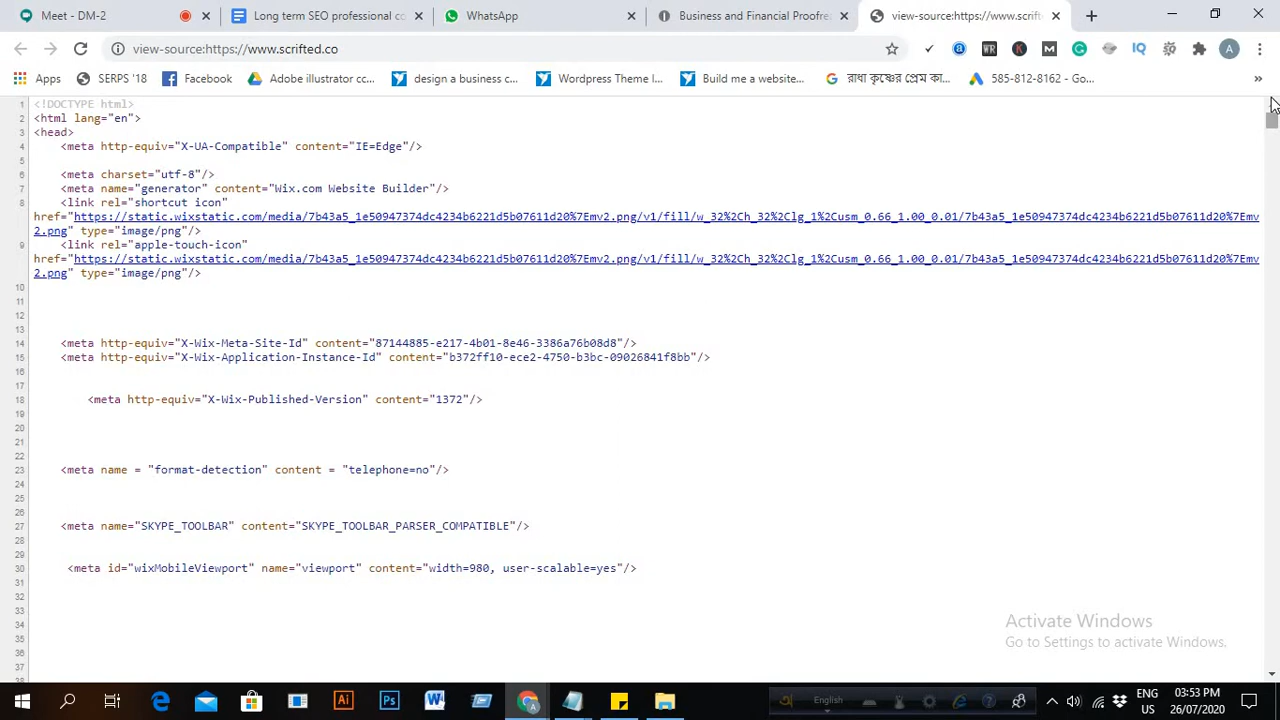 Meet - DM-2
Long term SEO professional co
WhatsApp
Business and Financial Proofre
view-source:https://www.scrift
view-source:https://www.scrifted.co
Apps
SERPS '18
Facebook
Adobe illustrator cc...
design a business c...
Wordpress Theme I...
Build me a website...
রাধা কৃষ্ণের প্রেম কা...
585-812-8162 - Go...
1 <!DOCTYPE html>
2 <html lang="en">
3 <head>
4 <meta http-equiv="X-UA-Compatible" content="IE=Edge"/>
5
6 <meta charset="utf-8"/>
7 <meta name="generator" content="Wix.com Website Builder"/>
8 <link rel="shortcut icon"
href="https://static.wixstatic.com/media/7b43a5_1e50947374dc4234b6221d5b07611d20%7Emv2.png/v1/fill/w_32%2Ch_32%2Clg_1%2Cusm_0.66_1.00_0.01/7b43a5_1e50947374dc4234b6221d5b07611d20%7Emv
2.png" type="image/png"/>
9 <link rel="apple-touch-icon"
href="https://static.wixstatic.com/media/7b43a5_1e50947374dc4234b6221d5b07611d20%7Emv2.png/v1/fill/w_32%2Ch_32%2Clg_1%2Cusm_0.66_1.00_0.01/7b43a5_1e50947374dc4234b6221d5b07611d20%7Emv
2.png" type="image/png"/>
10
11
12
13
14 <meta http-equiv="X-Wix-Meta-Site-Id" content="87144885-e217-4b01-8e46-3386a76b08d8"/>
15 <meta http-equiv="X-Wix-Application-Instance-Id" content="b372ff10-ece2-4750-b3bc-09026841f8bb"/>
16
17
18 <meta http-equiv="X-Wix-Published-Version" content="1372"/>
19
20
21
22
23 <meta name = "format-detection" content = "telephone=no"/>
24
25
26
27 <meta name="SKYPE_TOOLBAR" content="SKYPE_TOOLBAR_PARSER_COMPATIBLE"/>
28
29
30 <meta id="wixMobileViewport" name="viewport" content="width=980, user-scalable=yes"/>
31
32
33
34
35
36
37
Activate Windows
Go to Settings to activate Windows.
English
ENG
US
03:53 PM
26/07/2020